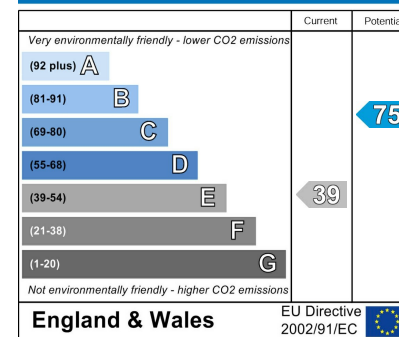 Current Potential
Very environmentally friendly - lower CO2 emissions
(92 plus) A
(81-91) B
75
(69-80) C
(55-68) D
(39-54) E
39
(21-38) F
(1-20) G
Not environmentally friendly - higher CO2 emissions
England & Wales
EU Directive
2002/91/EC